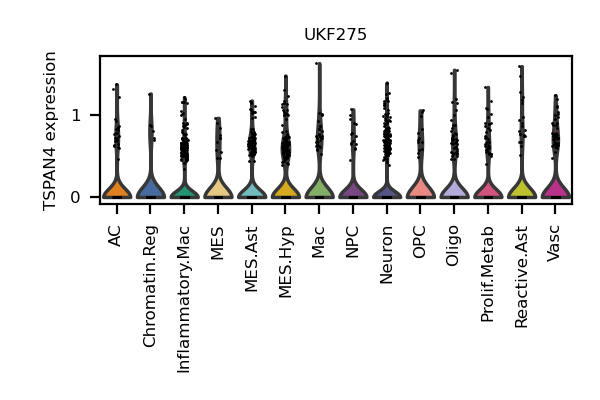 UKF275
TSPAN4 expression
1
0
AC
Chromatin.Reg
Inflammatory.Mac
MES
MES.Ast
MES.Hyp
Mac
NPC
Neuron
OPC
Oligo
Prolif.Metab
Reactive.Ast
Vasc